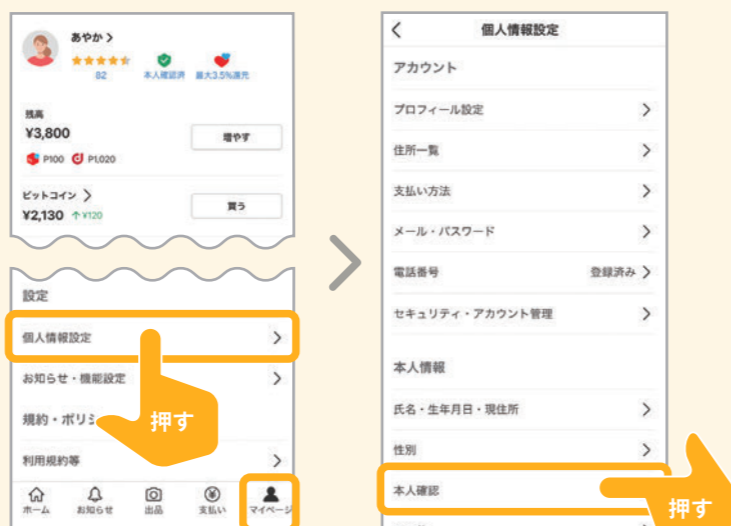 あやか
82
本人確認済
最大3.5%還元
残高
¥3,800
増やす
P100 P1,020
ビットコイン
¥2,130 ↑¥120
買う
設定
個人情報設定
お知らせ・機能設定
規約・ポリシ
押す
利用規約等
ホーム
お知らせ
出品
支払い
マイページ
個人情報設定
アカウント
プロフィール設定
住所一覧
支払い方法
メール・パスワード
電話番号 登録済み
セキュリティ・アカウント管理
本人情報
氏名・生年月日・現住所
性別
本人確認
押す